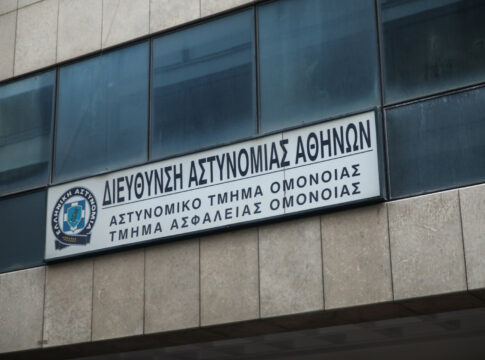 ΔΙΕΥΘΥΝΣΗ ΑΣΤΥΝΟΜΙΑΣ ΑΘΗΝΩΝ
ΑΣΤΥΝΟΜΙΚΟ ΤΜΗΜΑ ΟΜΟΝΟΙΑΣ
ΤΜΗΜΑ ΑΣΦΑΛΕΙΑΣ ΟΜΟΝΟΙΑΣ
ΕΛΛΗΝΙΚΗ ΑΣΤΥΝΟΜΙΑ